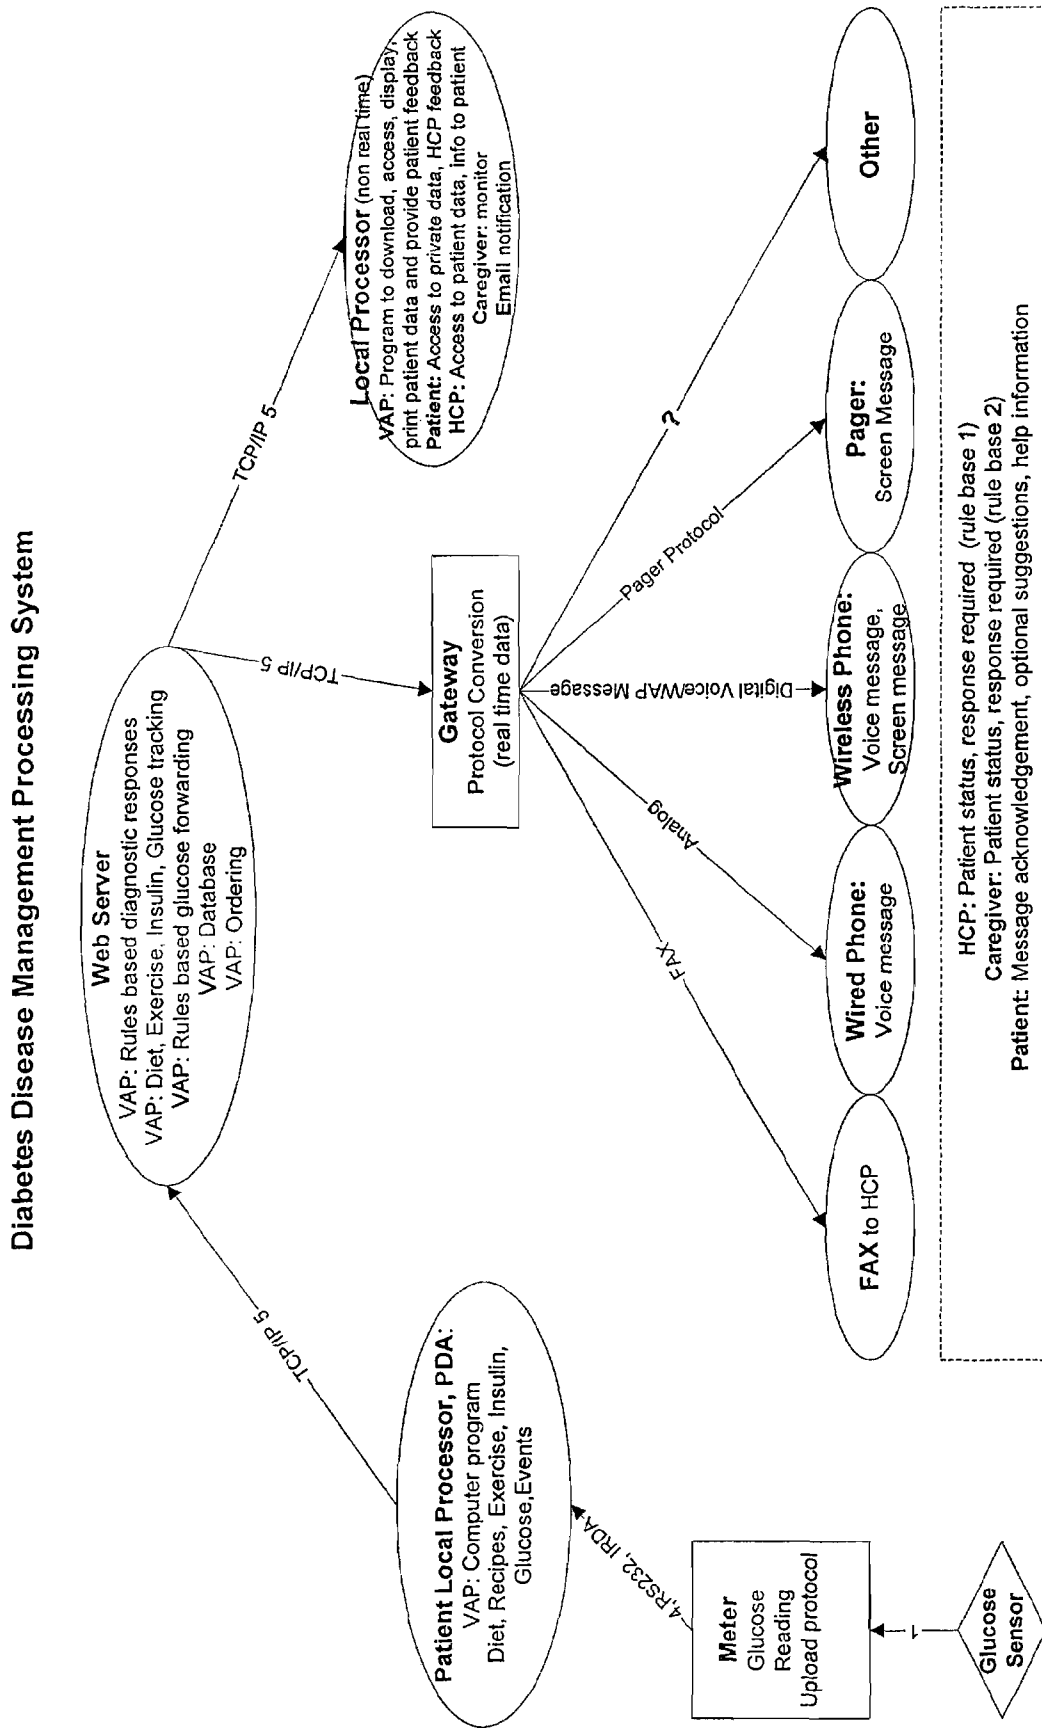 Diabetes Disease Management Processing System
Web Server
VAP: Rules based diagnostic responses
VAP: Diet, Exercise, Insulin, Glucose tracking
VAP: Rules based glucose forwarding
VAP: Database
VAP: Ordering
TCP/IP 5
TCP/IP 5
TCP/IP 5
Patient Local Processor, PDA:
VAP: Computer program
Diet, Recipes, Exercise, Insulin,
Glucose,Events
4,RS232, IRDA
Meter
Glucose
Reading
Upload protocol
1
Glucose
Sensor
Local Processor (non real time)
VAP: Program to download, access, display,
print patient data and provide patient feedback
Patient: Access to private data, HCP feedback
HCP: Access to patient data, info to patient
Caregiver: monitor
Email notification
Gateway
Protocol Conversion
(real time data)
FAX
Analog
Digital Voice/WAP Message
Pager Protocol
?
FAX to HCP
Wired Phone:
Voice message
Wireless Phone:
Voice message,
Screen message
Pager:
Screen Message
Other
HCP: Patient status, response required (rule base 1)
Caregiver: Patient status, response required (rule base 2)
Patient: Message acknowledgement, optional suggestions, help information